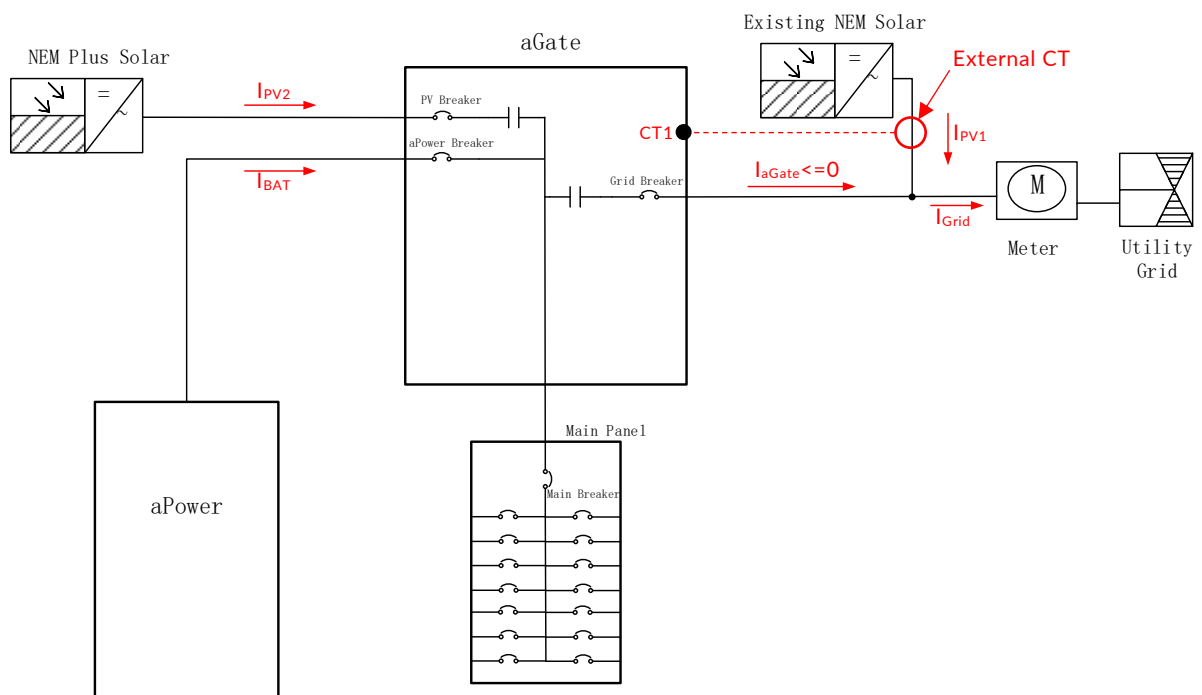 Existing NEM Solar
aGate
NEM Plus Solar
=
~
=
~
External CT
IPV2
PV Breaker
CT1
IPV1
aPower Breaker
IBAT
IaGate<=0
Grid Breaker
M
IGrid
Meter
Utility
Grid
Main Panel
Main Breaker
aPower